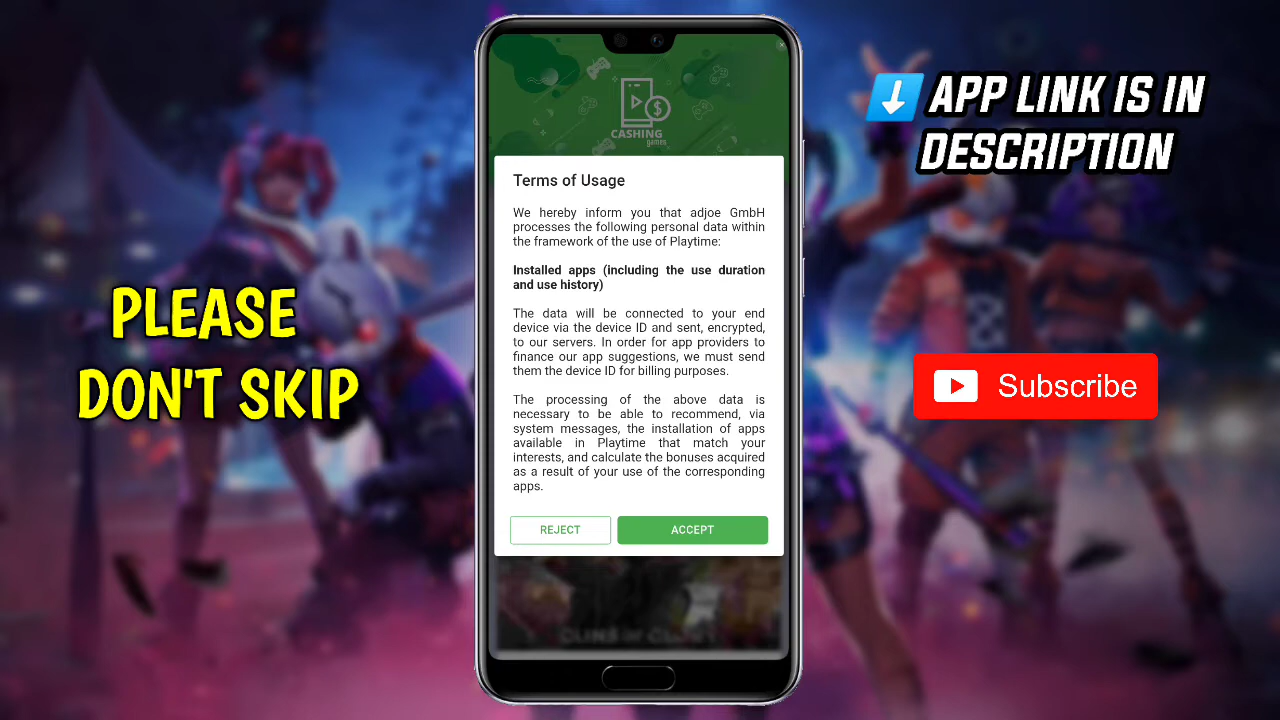 PLEASE
DON'T SKIP
CASHING
games
Terms of Usage
We hereby inform you that adjoe GmbH
processes the following personal data within
the framework of the use of Playtime:
Installed apps (including the use duration
and use history)
The data will be connected to your end
device via the device ID and sent, encrypted,
to our servers. In order for app providers to
finance our app suggestions, we must send
them the device ID for billing purposes.
The processing of the above data is
necessary to be able to recommend, via
system messages, the installation of apps
available in Playtime that match your
interests, and calculate the bonuses acquired
as a result of your use of the corresponding
apps.
REJECT
ACCEPT
APP LINK IS IN
DESCRIPTION
Subscribe